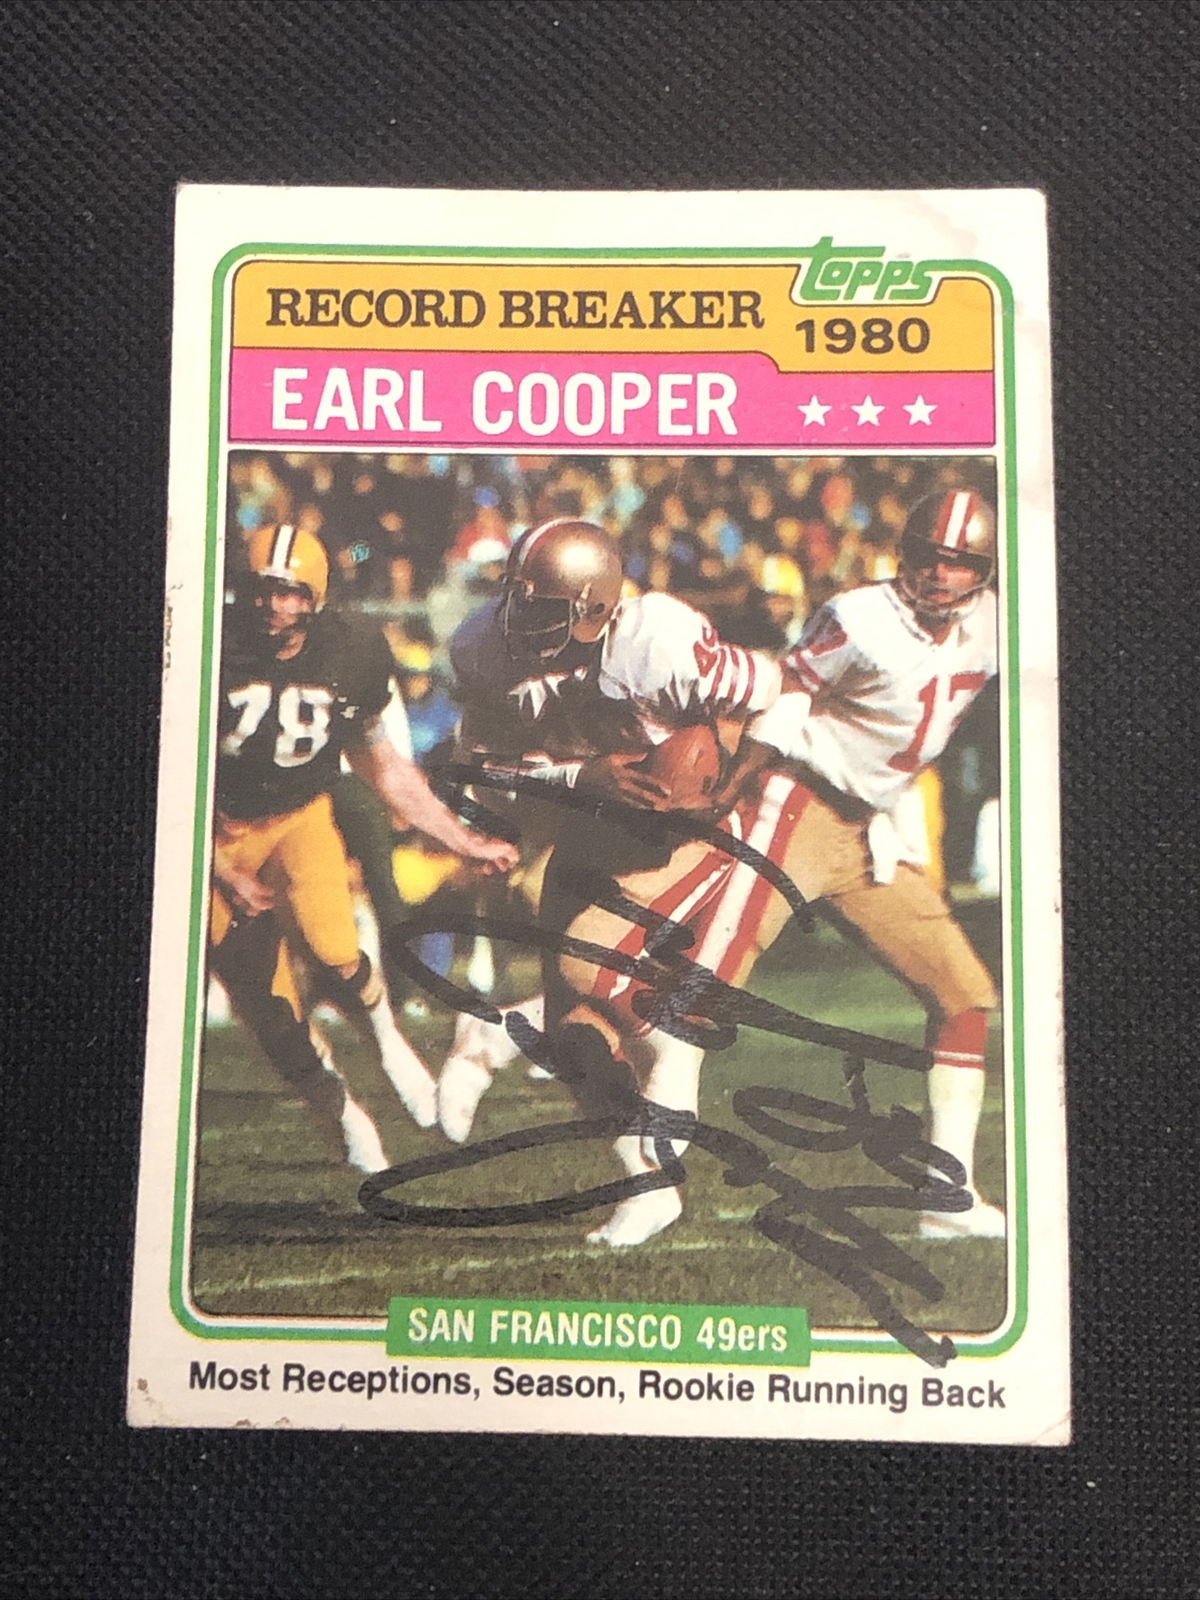 topps
RECORD BREAKER
1980
EARL COOPER
78
17
SAN FRANCISCO 49ers
Most Receptions, Season, Rookie Running Back